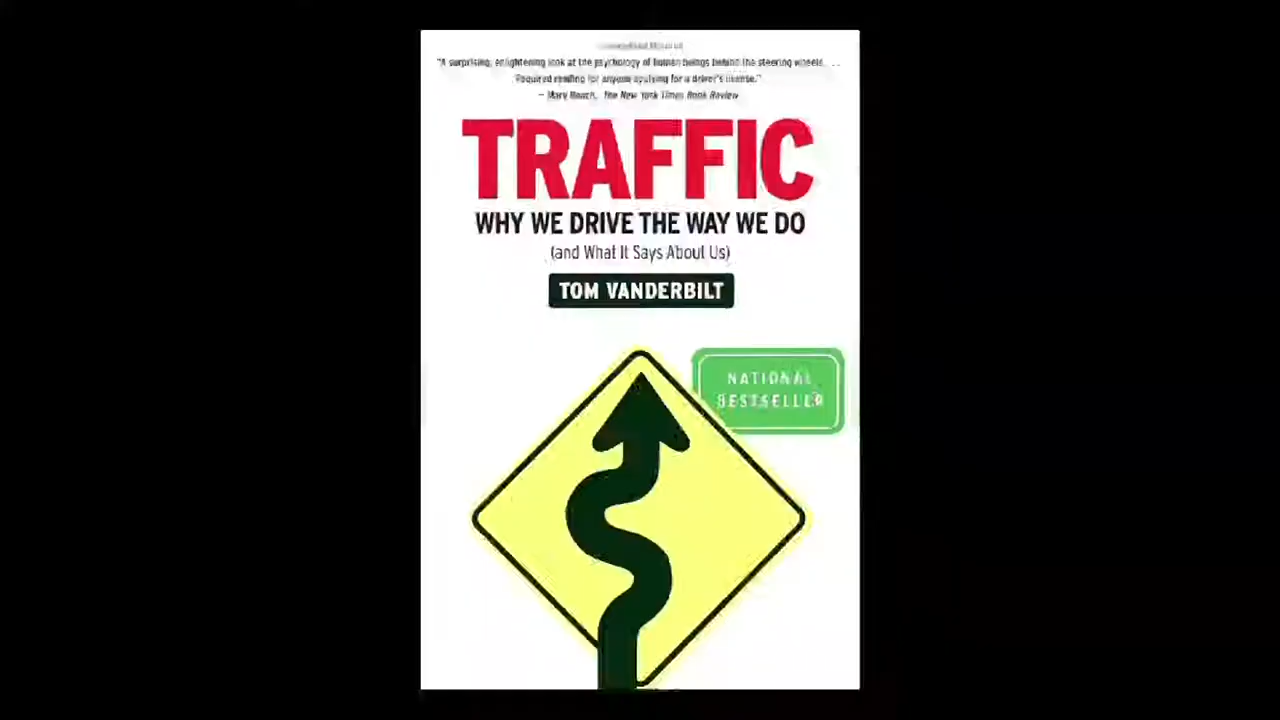 "A surprising, enlightening look at the psychology of human beings behind the steering wheels. . . .
Required reading for anyone applying for a driver's license."
— Mary Roach, The New York Times Book Review
TRAFFIC
WHY WE DRIVE THE WAY WE DO
(and What It Says About Us)
TOM VANDERBILT
NATIONAL
BESTSELLER